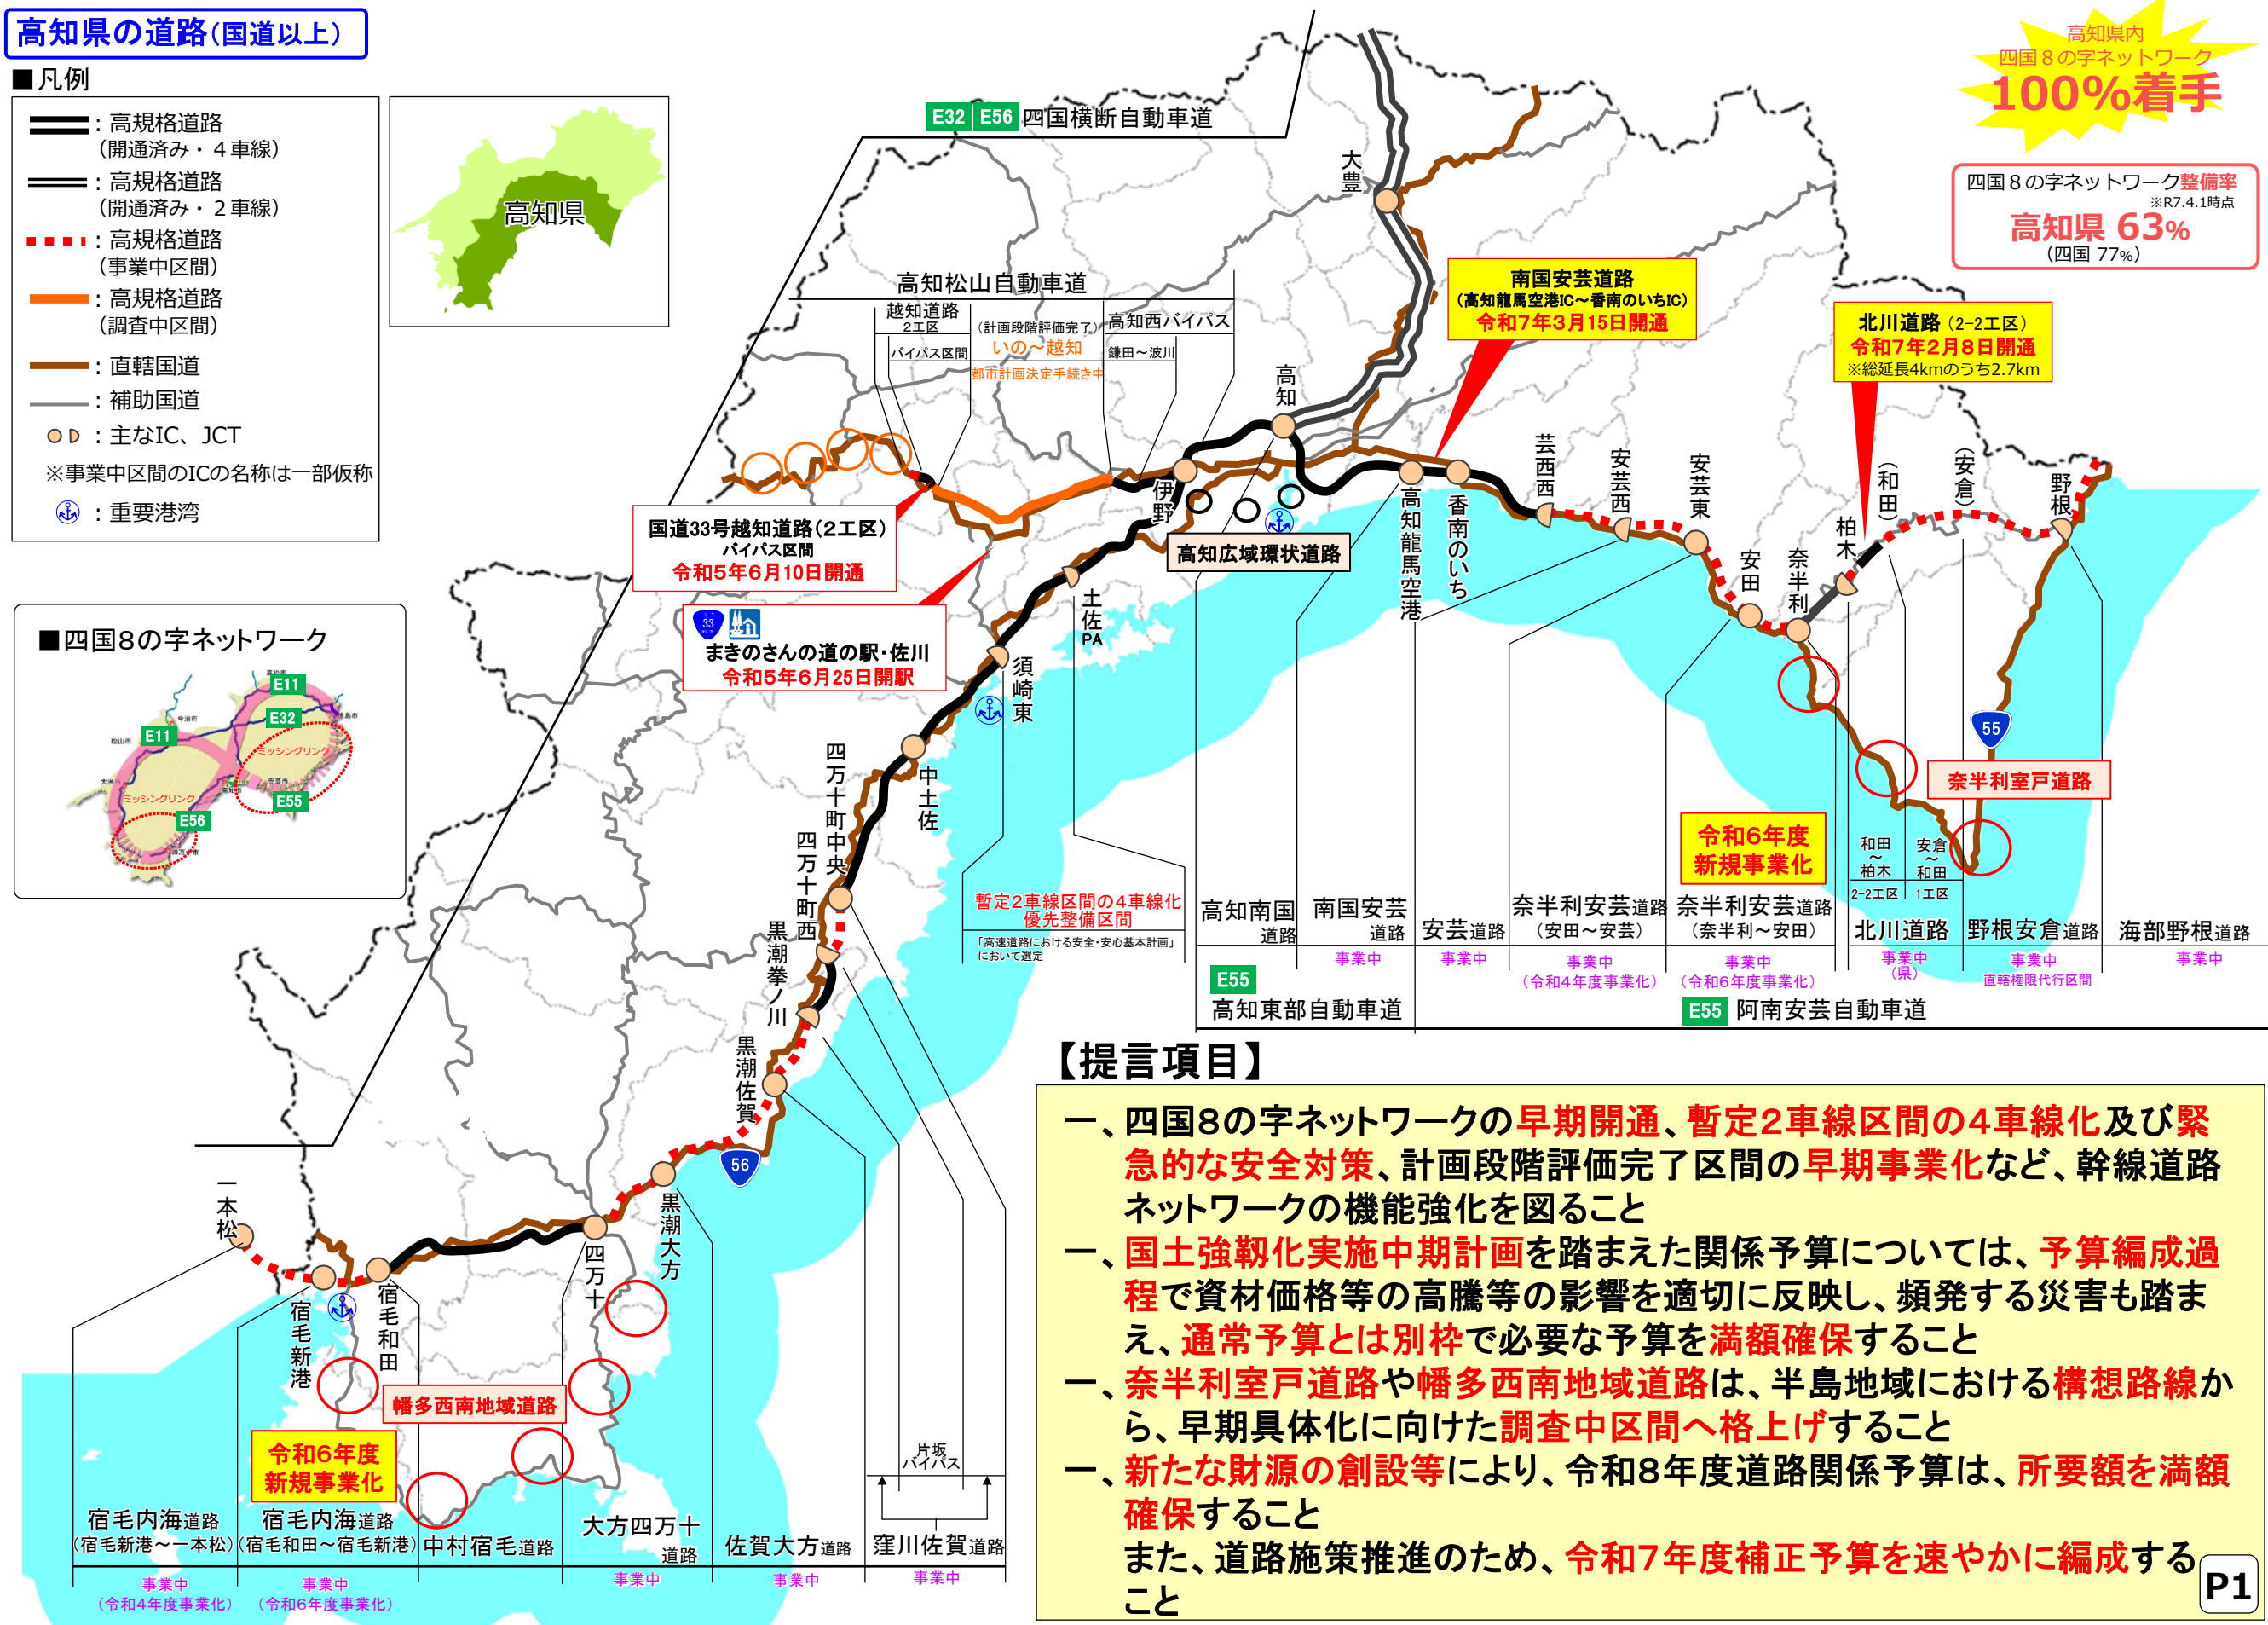 高知県の道路(国道以上)
■凡例
：高規格道路
（開通済み・４車線）
：高規格道路
（開通済み・２車線）
：高規格道路
（事業中区間）
：高規格道路
（調査中区間）
：直轄国道
：補助国道
：主なIC、JCT
※事業中区間のICの名称は一部仮称
：重要港湾
高知県
E32 E56 四国横断自動車道
高知県内
四国８の字ネットワーク
100%着手
四国８の字ネットワーク整備率
※R7.4.1時点
高知県 63%
（四国 77%）
大豊
高知松山自動車道
越知道路
2工区
バイパス区間
（計画段階評価完了）
いの～越知
都市計画決定手続き中
高知西バイパス
鎌田～波川
南国安芸道路
（高知龍馬空港IC～香南のいちIC）
令和7年3月15日開通
北川道路（2-2工区）
令和7年2月8日開通
※総延長4kmのうち2.7km
高知
伊野
高知龍馬空港
香南のいち
芸西西
安芸西
安芸東
安田
奈半利
柏木
（和田）
（安倉）
野根
国道33号越知道路（2工区）
バイパス区間
令和5年6月10日開通
33
まきのさんの道の駅・佐川
令和5年6月25日開駅
高知広域環状道路
土佐PA
須崎東
中土佐
四万十町中央
四万十町西
黒潮拳ノ川
黒潮佐賀
56
黒潮大方
四万十
宿毛和田
宿毛新港
一本松
■四国8の字ネットワーク
E11
E32
E11
E55
E56
今治市
松山市
ミッシングリンク
ミッシングリンク
55
奈半利室戸道路
令和6年度
新規事業化
和田
～
柏木
2-2工区
安倉
～
和田
1工区
暫定2車線区間の4車線化
優先整備区間
「高速道路における安全・安心基本計画」
において選定
高知南国
道路
南国安芸
道路
事業中
安芸道路
事業中
奈半利安芸道路
（安田～安芸）
事業中
（令和4年度事業化）
奈半利安芸道路
（奈半利～安田）
事業中
（令和6年度事業化）
北川道路
事業中
（県）
野根安倉道路
事業中
直轄権限代行区間
海部野根道路
事業中
E55
高知東部自動車道
E55 阿南安芸自動車道
幡多西南地域道路
令和6年度
新規事業化
宿毛内海道路
（宿毛新港～一本松）
事業中
（令和4年度事業化）
宿毛内海道路
（宿毛和田～宿毛新港）
事業中
（令和6年度事業化）
中村宿毛道路
大方四万十
道路
事業中
佐賀大方道路
事業中
片坂
バイパス
窪川佐賀道路
事業中
【提言項目】
一、四国8の字ネットワークの早期開通、暫定2車線区間の4車線化及び緊
急的な安全対策、計画段階評価完了区間の早期事業化など、幹線道路
ネットワークの機能強化を図ること
一、国土強靱化実施中期計画を踏まえた関係予算については、予算編成過
程で資材価格等の高騰等の影響を適切に反映し、頻発する災害も踏ま
え、通常予算とは別枠で必要な予算を満額確保すること
一、奈半利室戸道路や幡多西南地域道路は、半島地域における構想路線か
ら、早期具体化に向けた調査中区間へ格上げすること
一、新たな財源の創設等により、令和8年度道路関係予算は、所要額を満額
確保すること
また、道路施策推進のため、令和7年度補正予算を速やかに編成する
こと
P1